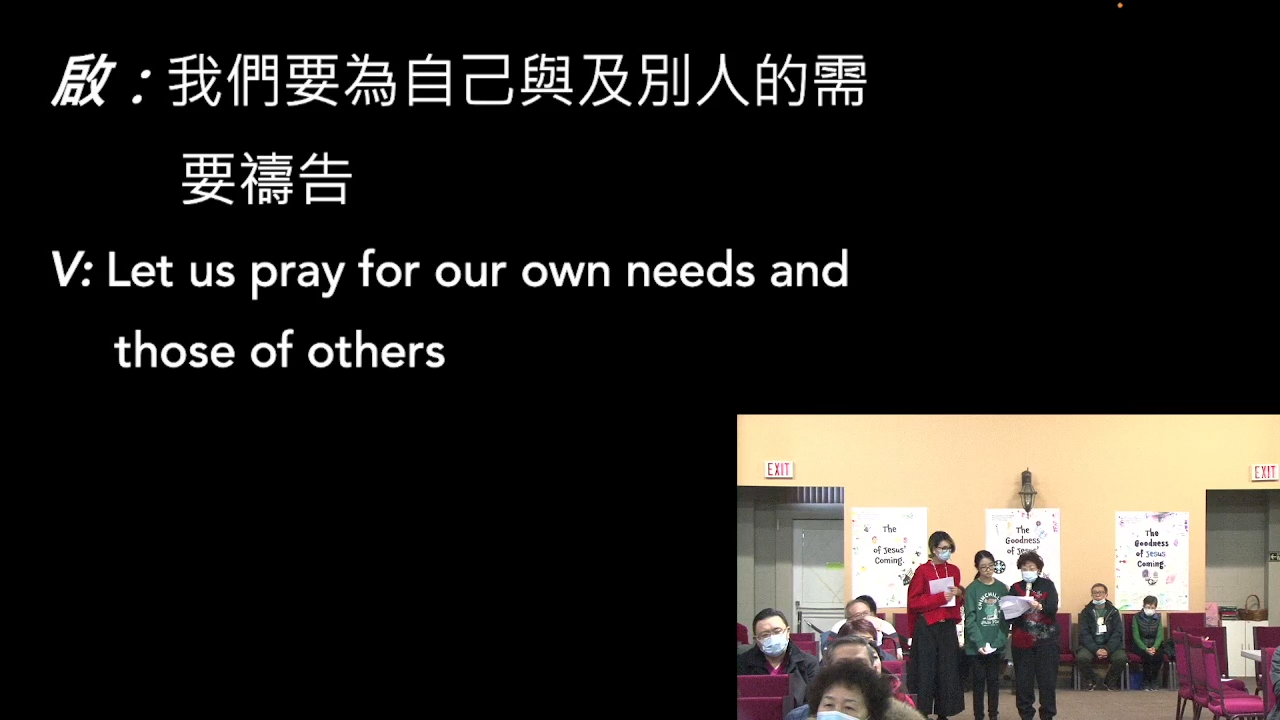 啟：我們要為自己與及別人的需
要禱告
V: Let us pray for our own needs and
those of others
EXIT
EXIT
The
of Jesus'
Coming.
The
Goodness
of Jesus'
The
Goodness
of Jesus
Coming.